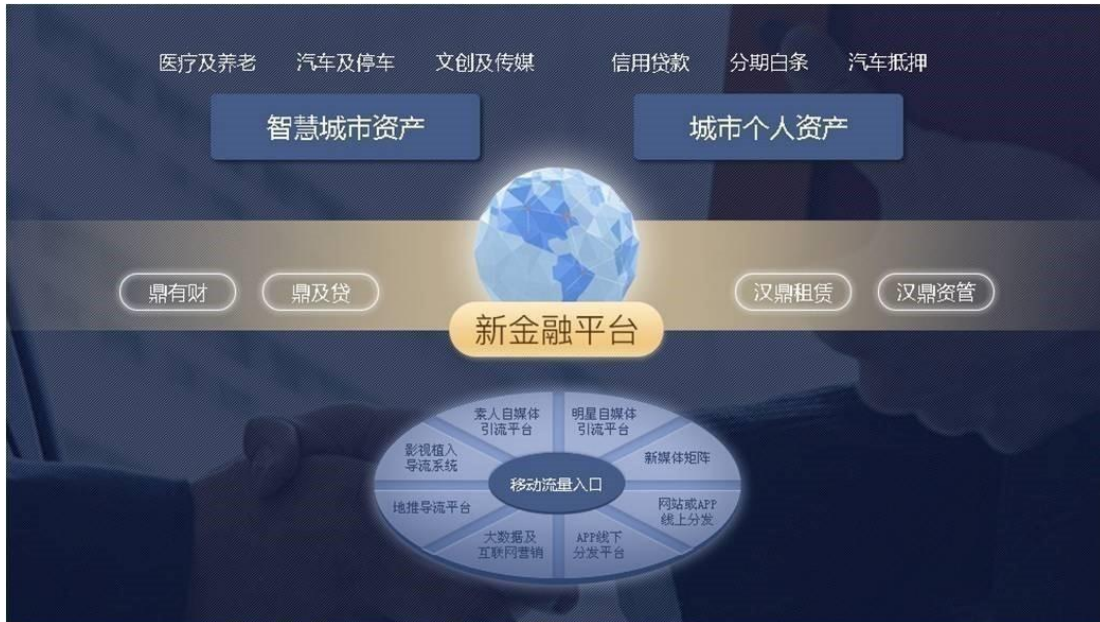 医疗及养老 汽车及停车 文创及传媒 信用贷款 分期白条 汽车抵押
智慧城市资产 城市个人资产
鼎有财 鼎及贷 汉鼎租赁 汉鼎资管
新金融平台
素人自媒体
引流平台
明星自媒体
引流平台
影视植入
导流系统
新媒体矩阵
移动流量入口
地推导流平台
网站或APP
线上分发
大数据及
互联网营销
APP线下
分发平台